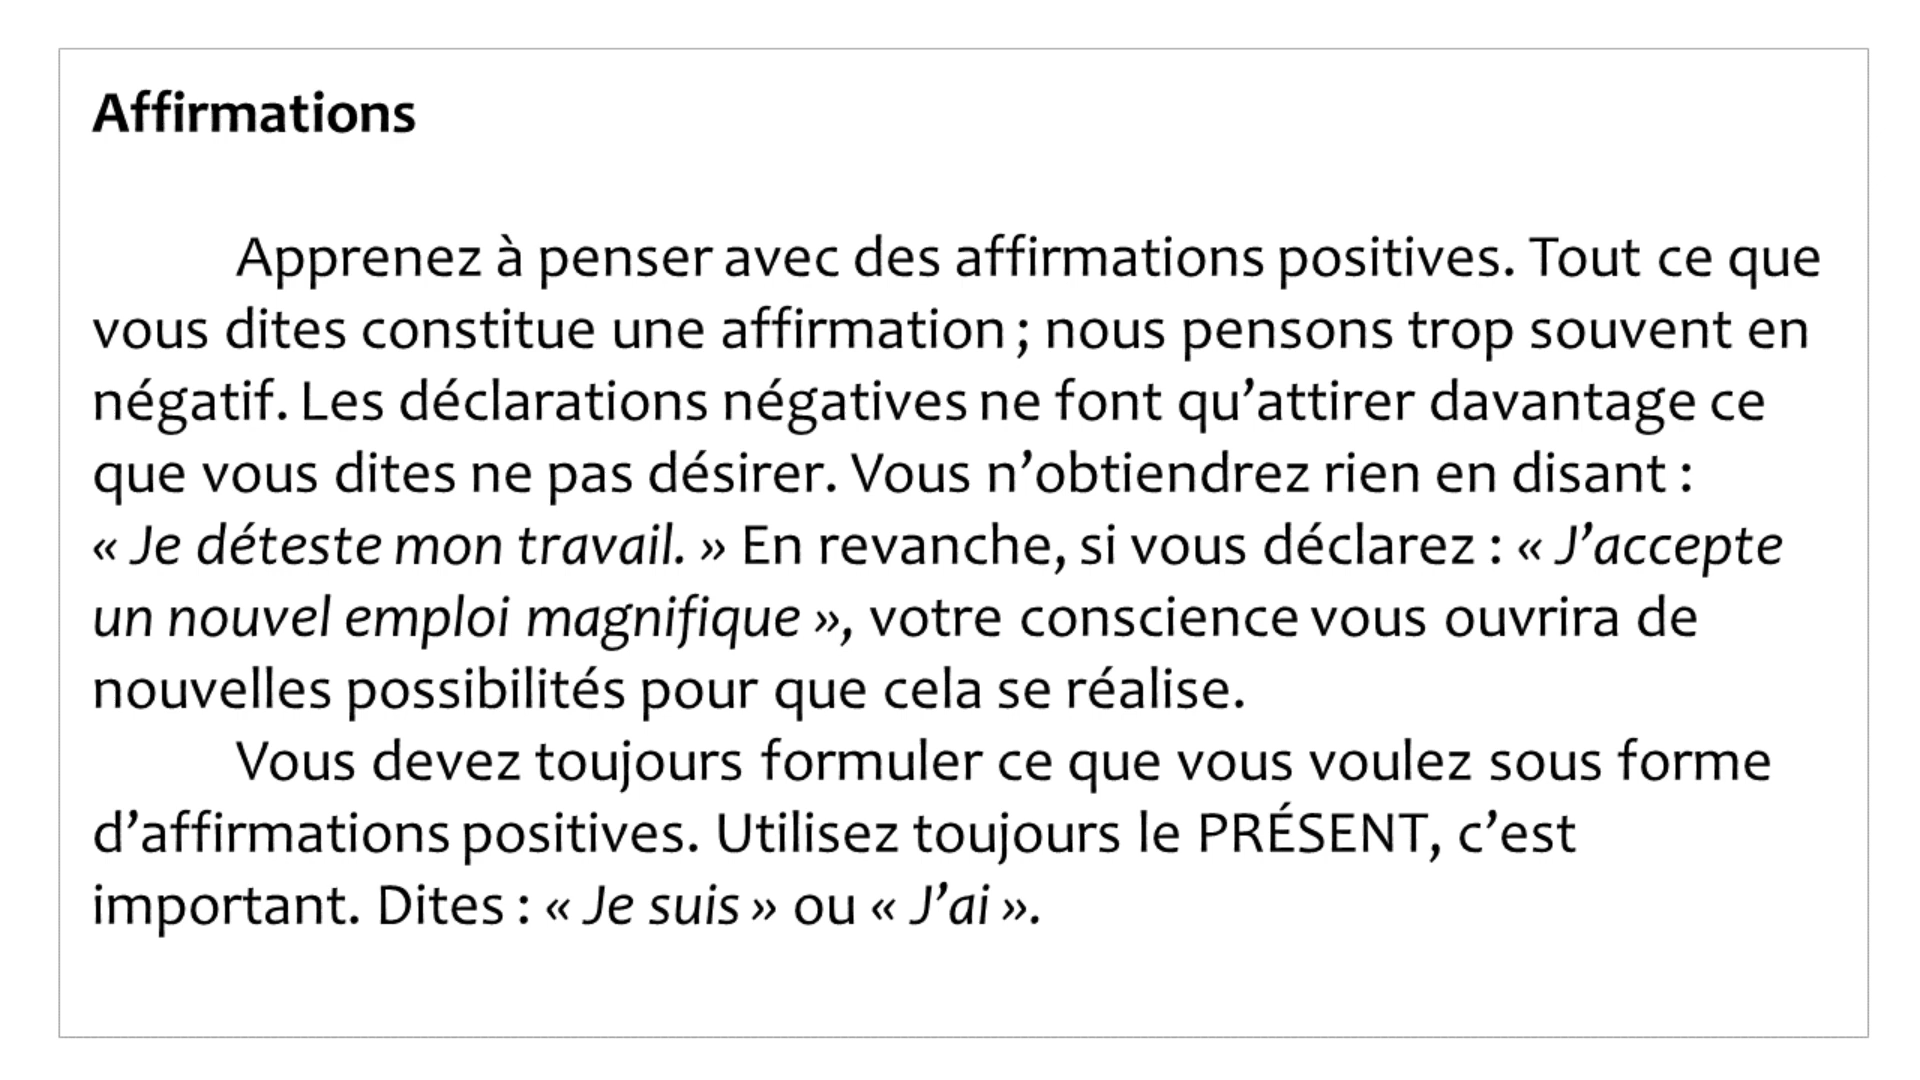 Affirmations
Apprenez à penser avec des affirmations positives. Tout ce que
vous dites constitue une affirmation ; nous pensons trop souvent en
négatif. Les déclarations négatives ne font qu’attirer davantage ce
que vous dites ne pas désirer. Vous n’obtiendrez rien en disant :
« Je déteste mon travail. » En revanche, si vous déclarez : « J’accepte
un nouvel emploi magnifique », votre conscience vous ouvrira de
nouvelles possibilités pour que cela se réalise.
Vous devez toujours formuler ce que vous voulez sous forme
d’affirmations positives. Utilisez toujours le PRÉSENT, c’est
important. Dites : « Je suis » ou « J’ai ».